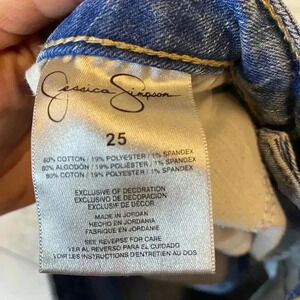 Jessica Simpson
25
80% COTTON / 19% POLYESTER / 1% SPANDEX
80% ALGODÓN / 19% POLIÉSTER / 1% SPANDEX
80% COTON / 19% POLYESTER / 1% SPANDEX
EXCLUSIVE OF DECORATION
EXCLUSIVO DE DECORACIÓN
EXCLUSIF DE DÉCORATION
MADE IN JORDAN
HECHO EN JORDANIA
FABRIQUÉ EN JORDANIE
SEE REVERSE FOR CARE
VER AL REVERSO PARA EL CUIDADO
VOIR LES INSTRUCTIONS D'ENTRETIEN AU DOS